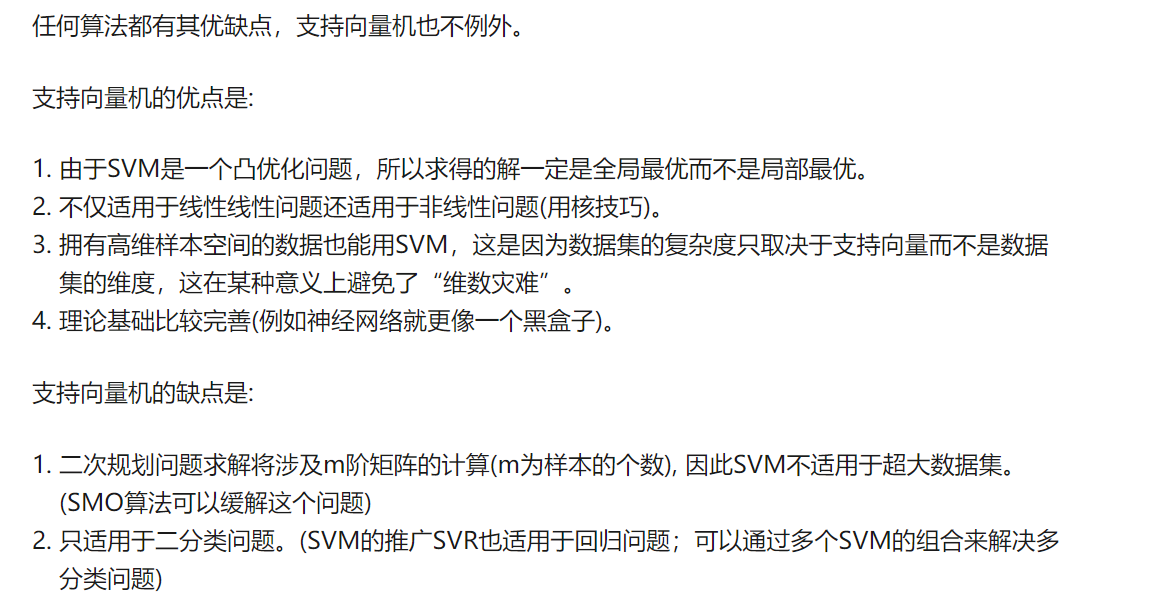 任何算法都有其优缺点，支持向量机也不例外。
支持向量机的优点是:
1. 由于SVM是一个凸优化问题，所以求得的解一定是全局最优而不是局部最优。
2. 不仅适用于线性线性问题还适用于非线性问题(用核技巧)。
3. 拥有高维样本空间的数据也能用SVM，这是因为数据集的复杂度只取决于支持向量而不是数据
集的维度，这在某种意义上避免了“维数灾难”。
4. 理论基础比较完善(例如神经网络就更像一个黑盒子)。
支持向量机的缺点是:
1. 二次规划问题求解将涉及m阶矩阵的计算(m为样本的个数), 因此SVM不适用于超大数据集。
(SMO算法可以缓解这个问题)
2. 只适用于二分类问题。(SVM的推广SVR也适用于回归问题；可以通过多个SVM的组合来解决多
分类问题)